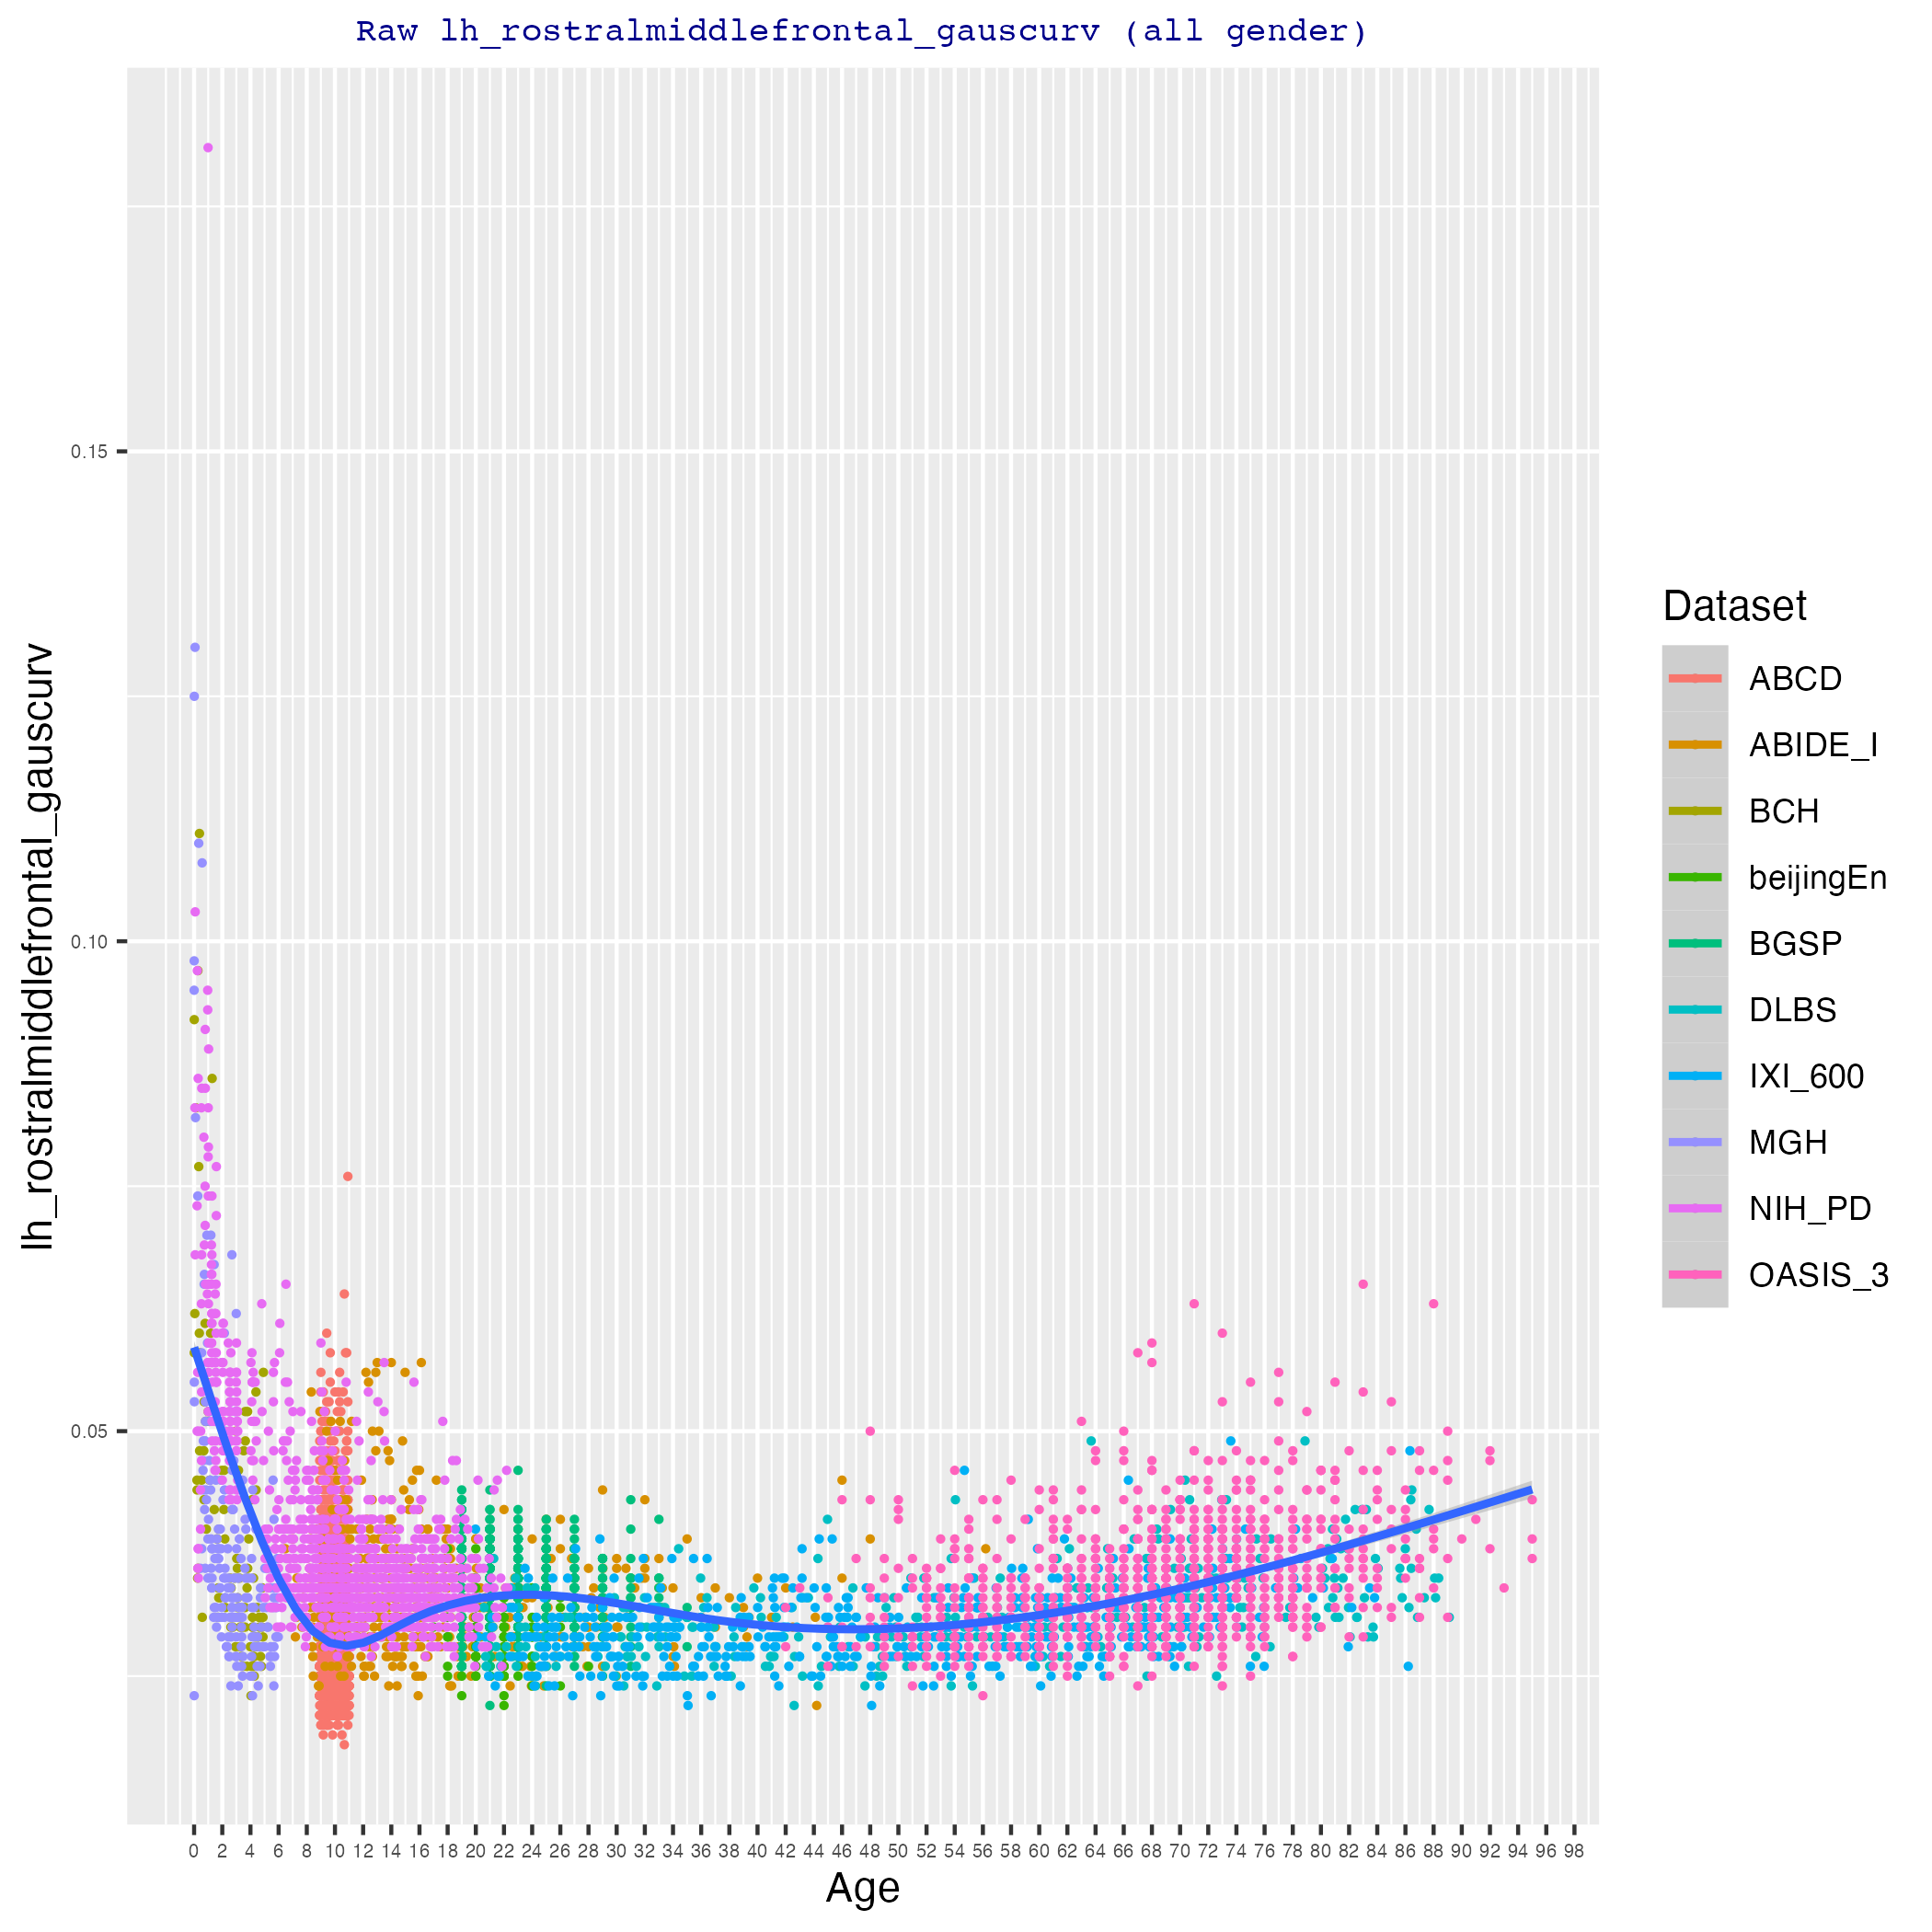 Raw lh_rostralmiddlefrontal_gauscurv (all gender)
lh_rostralmiddlefrontal_gauscurv
0.15
0.10
0.05
0 2 4 6 8 10 12 14 16 18 20 22 24 26 28 30 32 34 36 38 40 42 44 46 48 50 52 54 56 58 60 62 64 66 68 70 72 74 76 78 80 82 84 86 88 90 92 94 96 98
Age
Dataset
ABCD
ABIDE_I
BCH
beijingEn
BGSP
DLBS
IXI_600
MGH
NIH_PD
OASIS_3